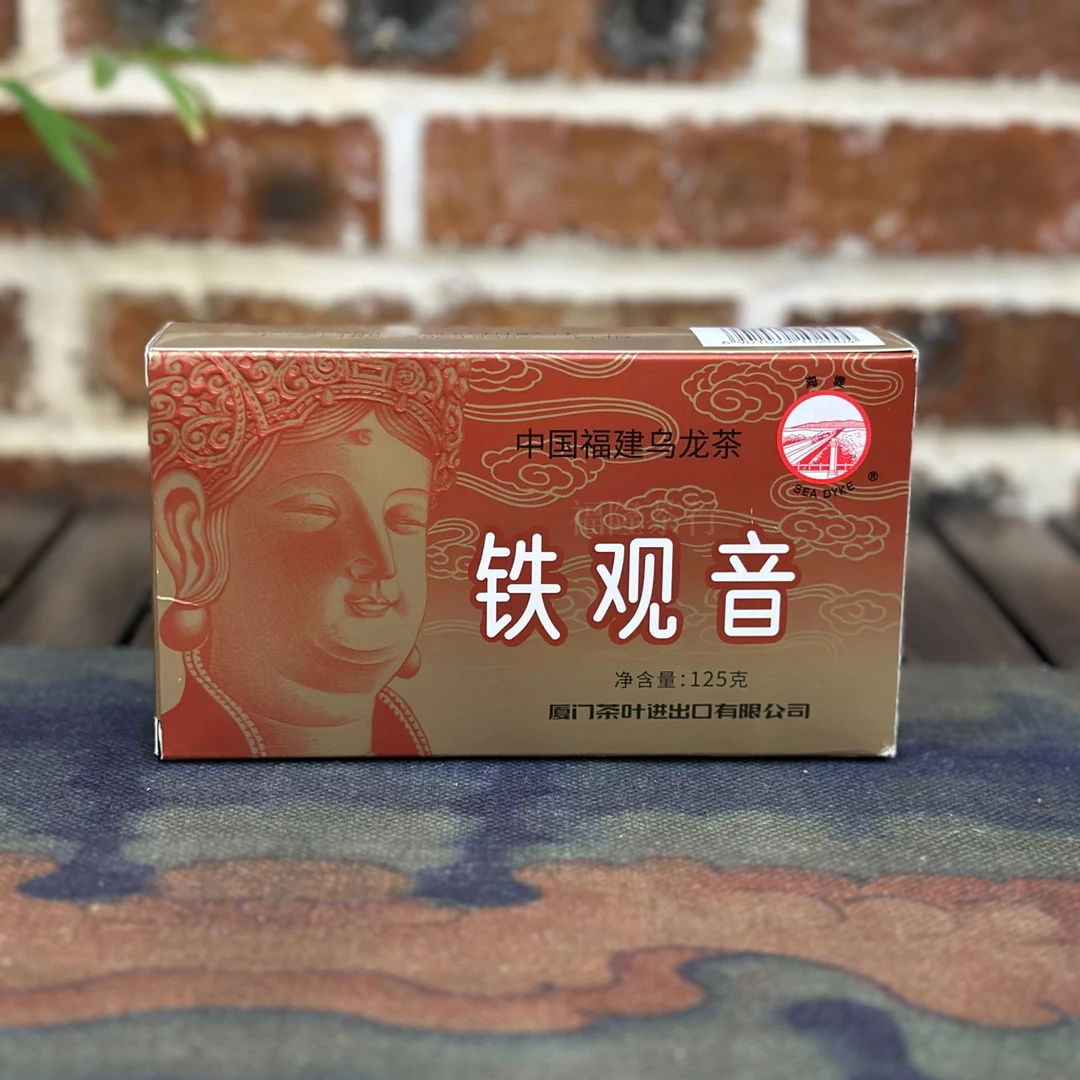 中国福建乌龙茶
SEA DYKE ®
铁观音
净含量:125克
厦门茶叶进出口有限公司